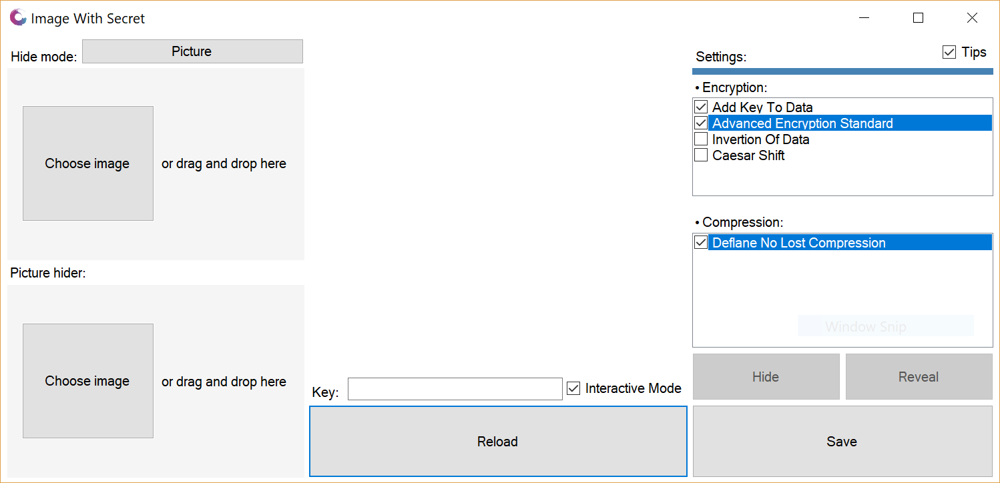 Image With Secret
Hide mode:
Picture
Choose image
or drag and drop here
Picture hider:
Choose image
or drag and drop here
Key:
Interactive Mode
Reload
Settings:
Tips
• Encryption:
Add Key To Data
Advanced Encryption Standard
Invertion Of Data
Caesar Shift
• Compression:
Deflane No Lost Compression
Window Snip
Hide
Reveal
Save